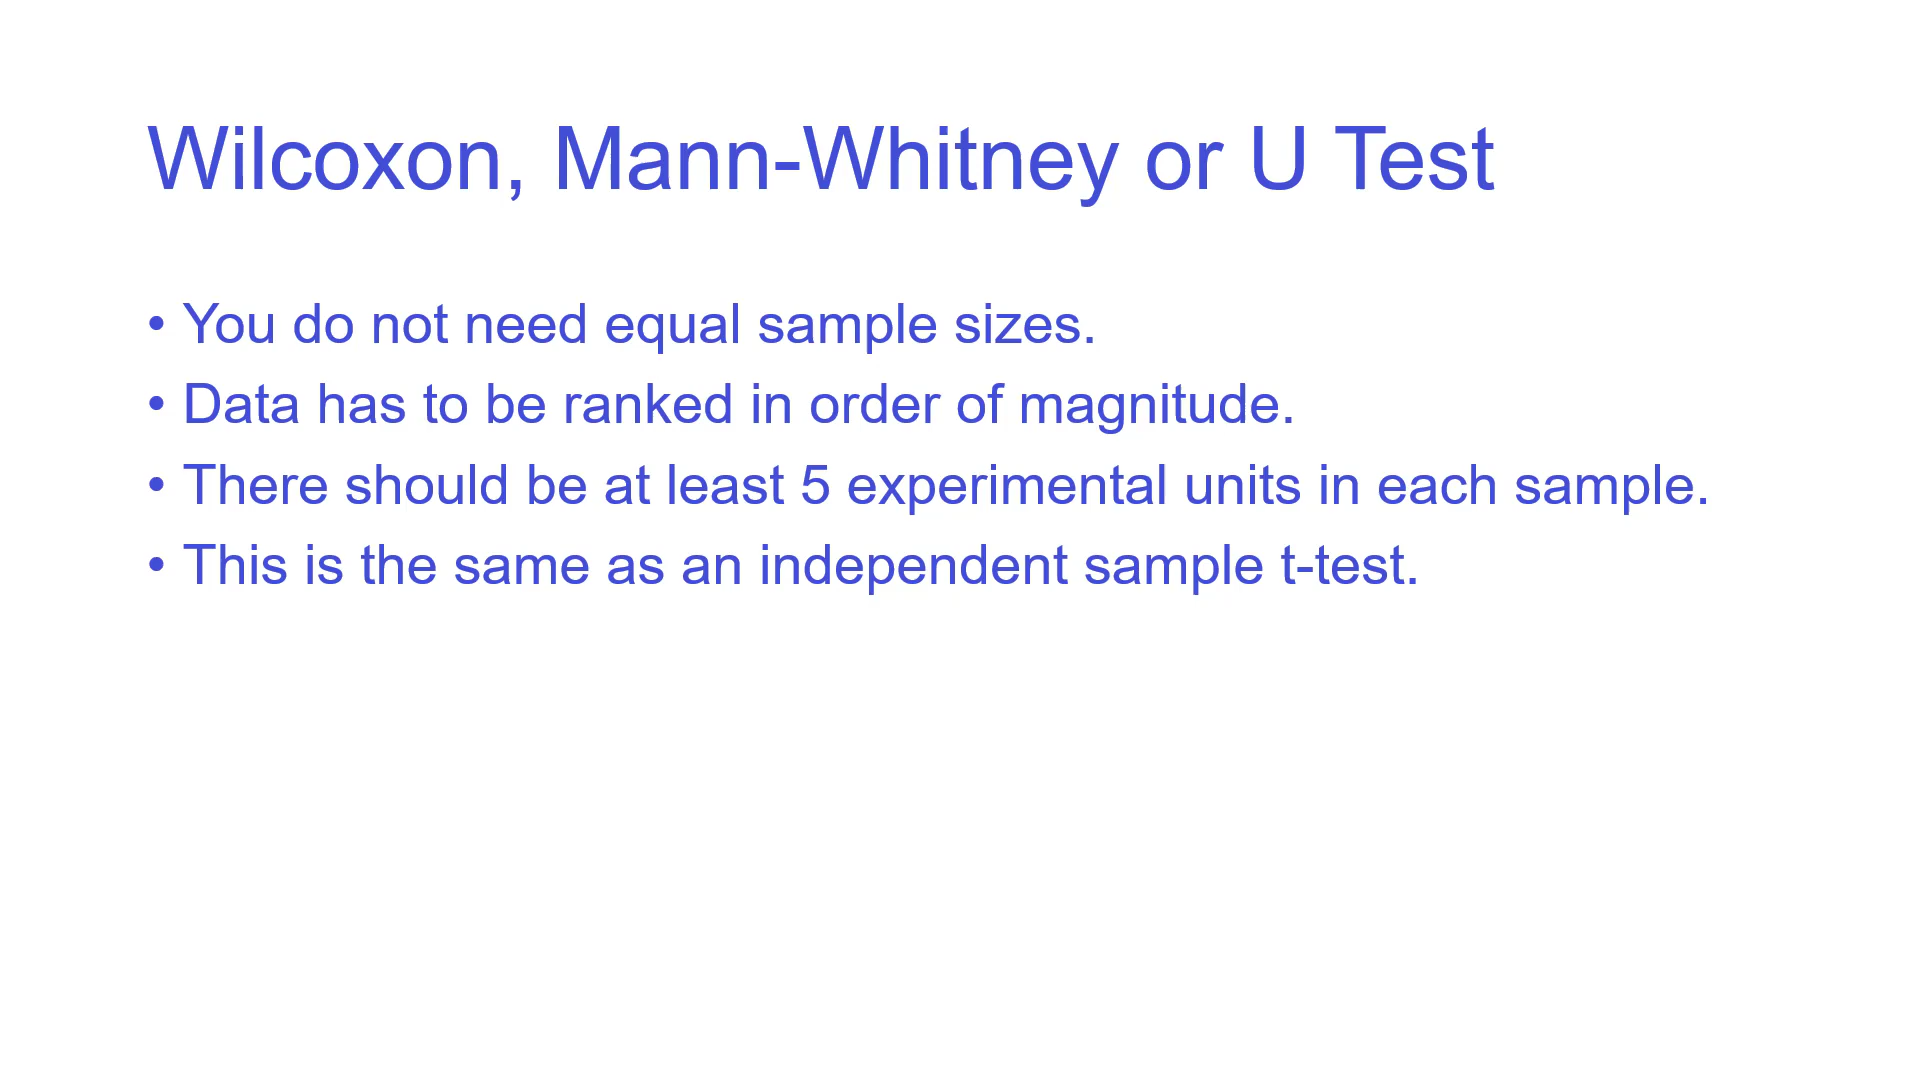 Wilcoxon, Mann-Whitney or U Test
• You do not need equal sample sizes.
• Data has to be ranked in order of magnitude.
• There should be at least 5 experimental units in each sample.
• This is the same as an independent sample t-test.